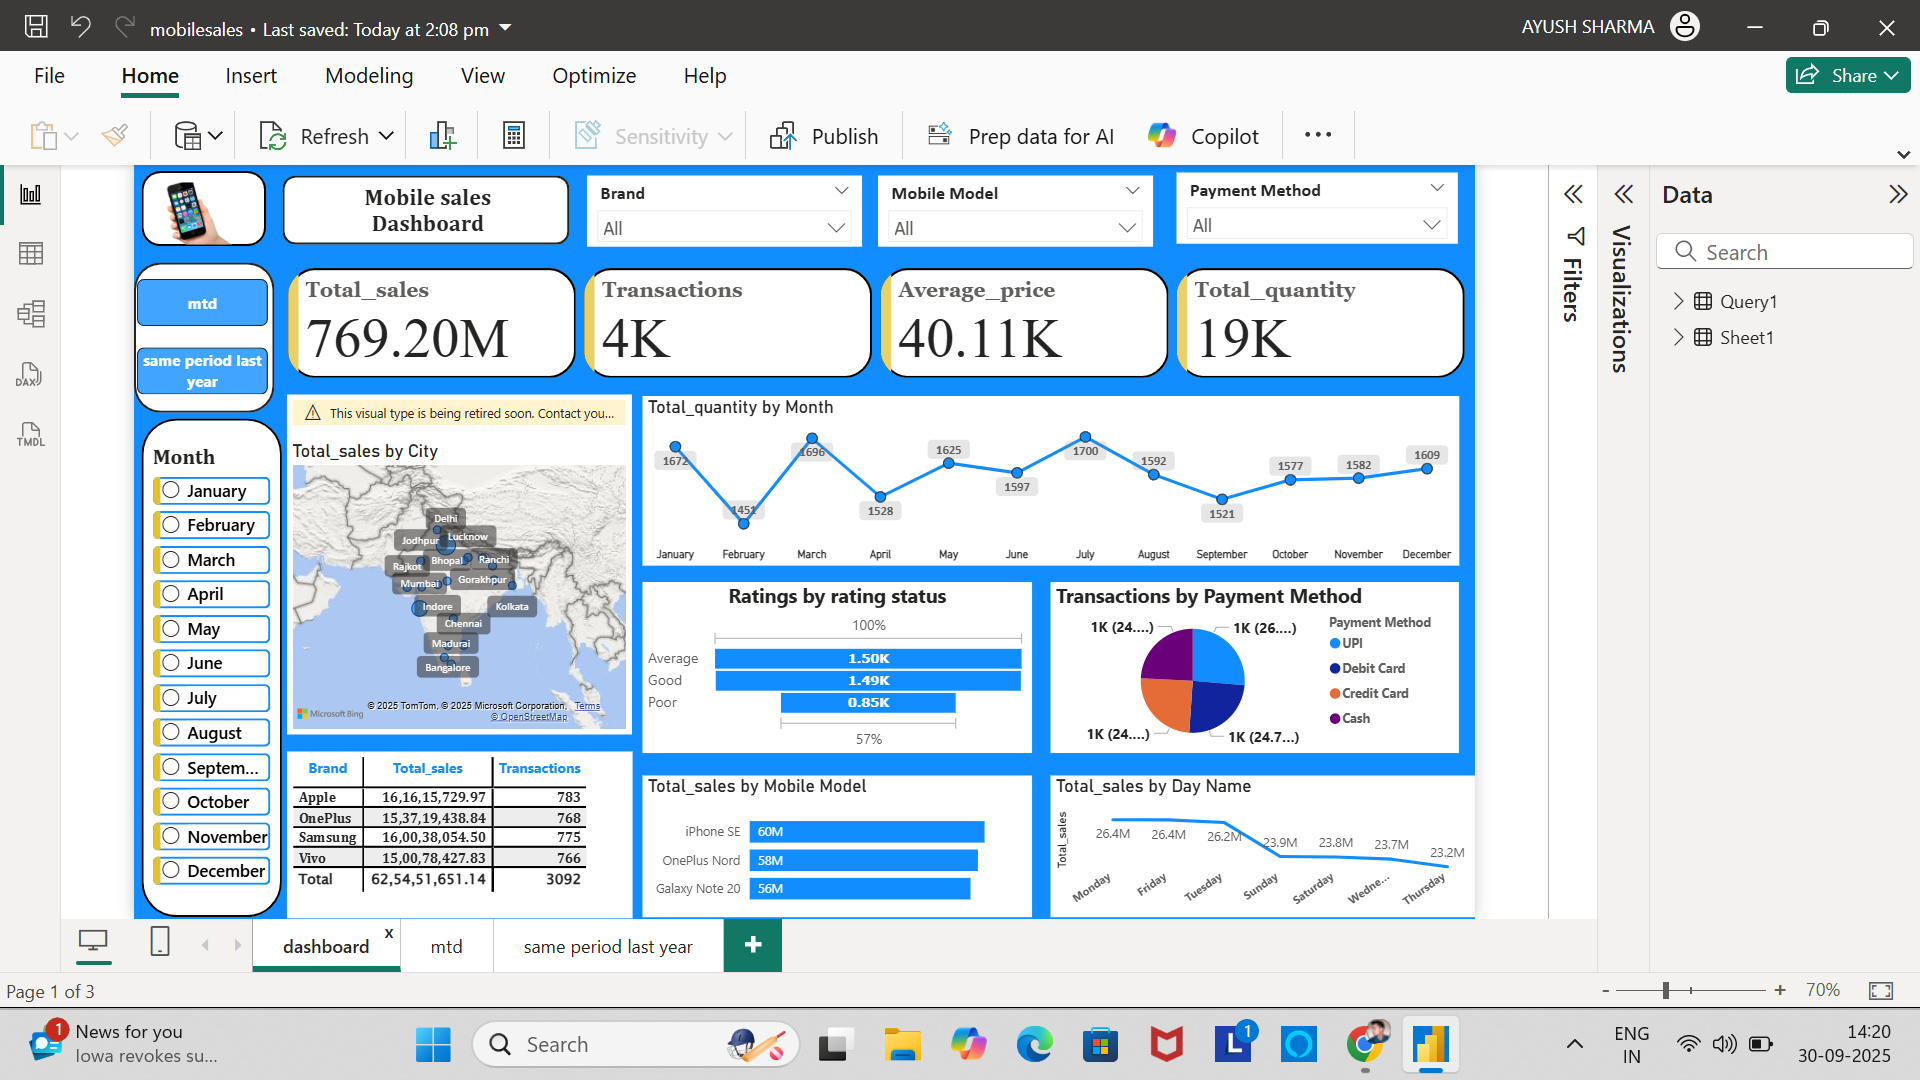 mobilesales • Last saved: Today at 2:08 pm
AYUSH SHARMA
File
Home
Insert
Modeling
View
Optimize
Help
Share
Refresh
Sensitivity
Publish
Prep data for AI
Copilot
Mobile sales
Dashboard
Brand
All
Mobile Model
All
Payment Method
All
mtd
same period last
year
Total_sales
769.20M
Transactions
4K
Average_price
40.11K
Total_quantity
19K
Month
January
February
March
April
May
June
July
August
Septem...
October
November
December
This visual type is being retired soon. Contact you...
Total_sales by City
Delhi
Jodhpur
Lucknow
Rajkot
Bhopal
Ranchi
Mumbai
Gorakhpur
Indore
Kolkata
Chennai
Madurai
Bangalore
Microsoft Bing
© 2025 TomTom, © 2025 Microsoft Corporation, Terms
© OpenStreetMap
Total_quantity by Month
1672
1451
1696
1528
1625
1597
1700
1592
1521
1577
1582
1609
January
February
March
April
May
June
July
August
September
October
November
December
Ratings by rating status
100%
Average 1.50K
Good 1.49K
Poor 0.85K
57%
Transactions by Payment Method
1K (24....)
1K (26....)
1K (24....)
1K (24.7...)
Payment Method
UPI
Debit Card
Credit Card
Cash
Brand Total_sales Transactions
Apple 16,16,15,729.97 783
OnePlus 15,37,19,438.84 768
Samsung 16,00,38,054.50 775
Vivo 15,00,78,427.83 766
Total 62,54,51,651.14 3092
Total_sales by Mobile Model
iPhone SE 60M
OnePlus Nord 58M
Galaxy Note 20 56M
Total_sales by Day Name
Total_sales
26.4M
26.4M
26.2M
23.9M
23.8M
23.7M
23.2M
Monday
Friday
Tuesday
Sunday
Saturday
Wedne...
Thursday
Filters
Visualizations
Data
Search
Query1
Sheet1
DAX
TMDL
dashboard x
mtd
same period last year
+
Page 1 of 3
- + 70%
1
News for you
Iowa revokes su...
Search
L
1
ENG
IN
14:20
30-09-2025